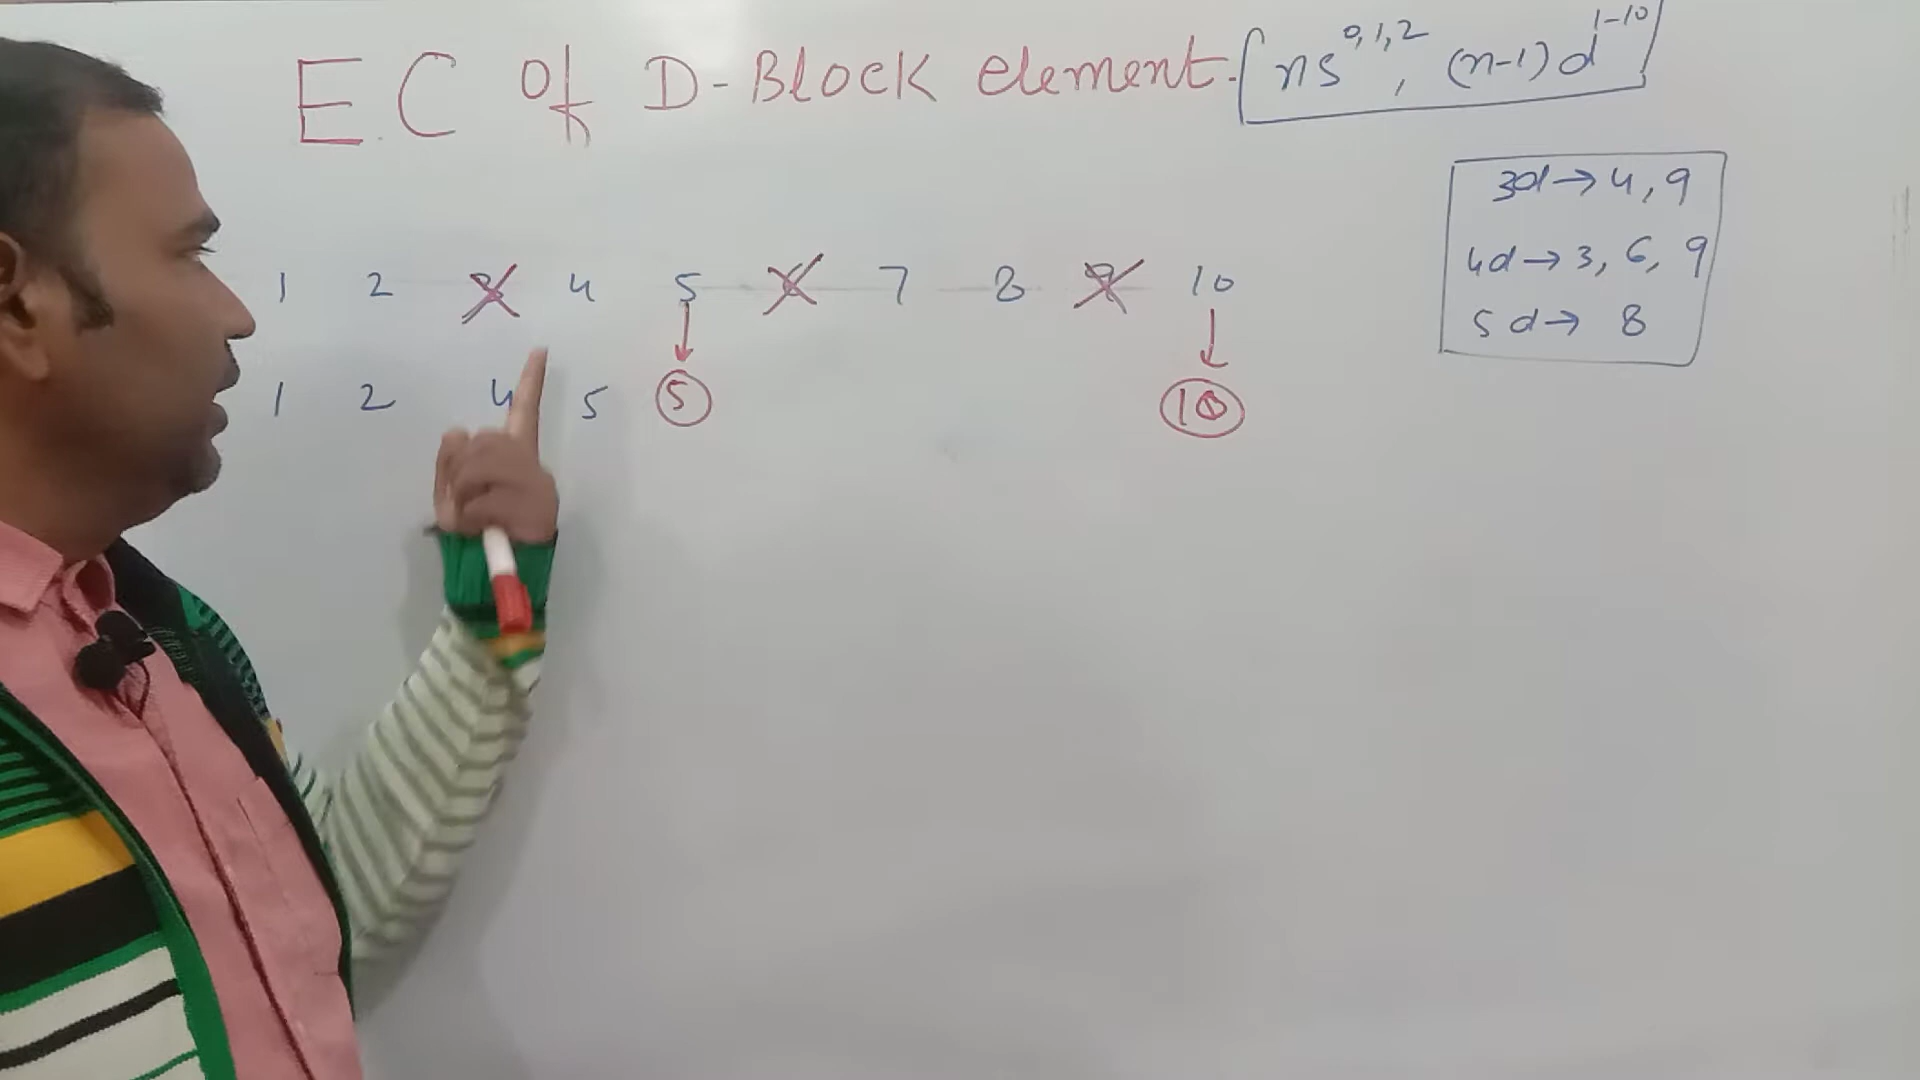 E.C Of D-Block element. [ns^0,1,2, (n-1)d^1-10]
3d→4, 9
4d→3, 6, 9
5d→ 8
1 2 3 4 5 6 7 8 9 10
1 2 4 5 5 10